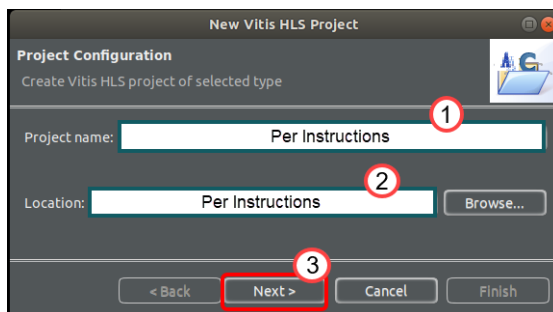 New Vitis HLS Project
Project Configuration
Create Vitis HLS project of selected type
1
Project name: Per Instructions
2
Location: Per Instructions Browse...
3
< Back Next > Cancel Finish